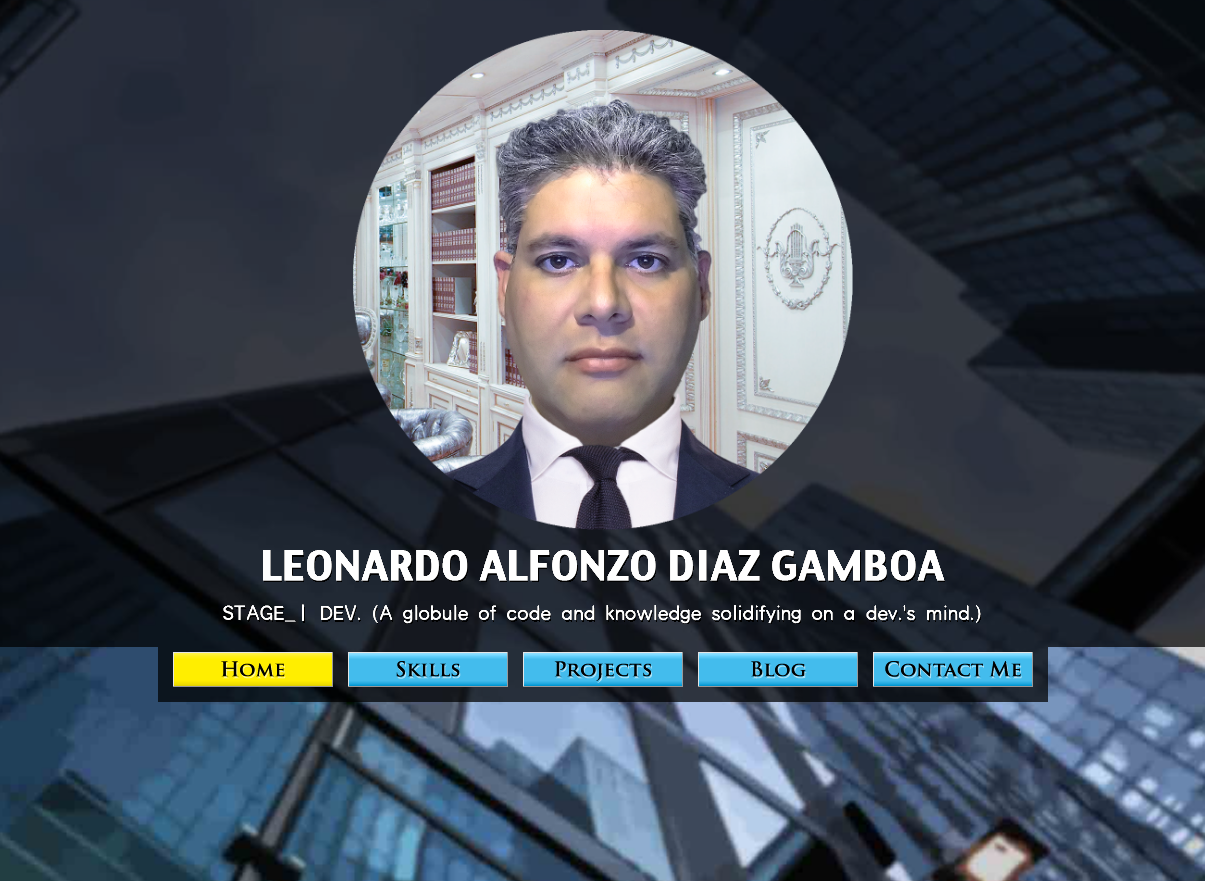 LEONARDO ALFONZO DIAZ GAMBOA
STAGE_| DEV. (A globule of code and knowledge solidifying on a dev.'s mind.)
Home Skills Projects Blog Contact Me